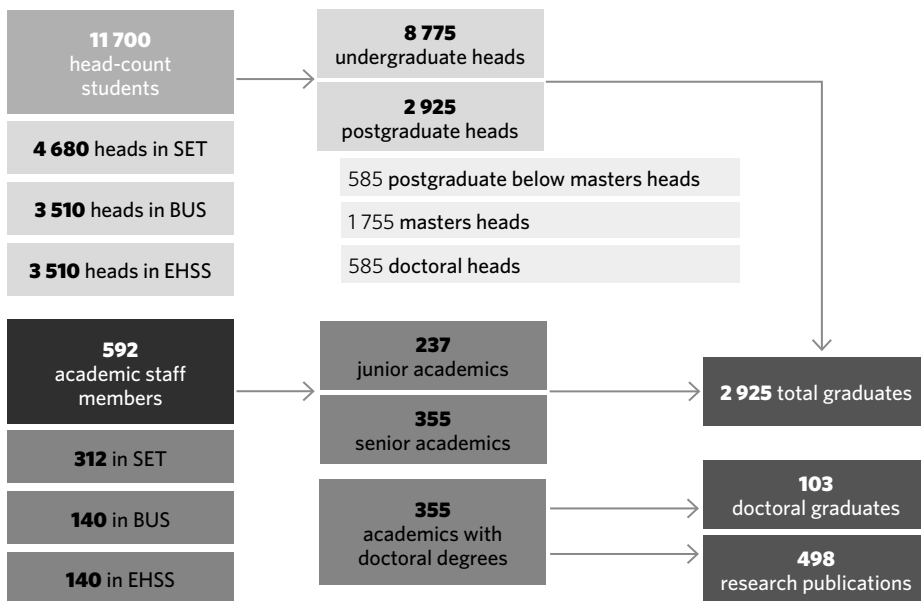 11 700
head-count
students
4 680 heads in SET
3 510 heads in BUS
3 510 heads in EHSS
8 775
undergraduate heads
2 925
postgraduate heads
585 postgraduate below masters heads
1 755 masters heads
585 doctoral heads
592
academic staff
members
312 in SET
140 in BUS
140 in EHSS
237
junior academics
355
senior academics
355
academics with
doctoral degrees
2 925 total graduates
103
doctoral graduates
498
research publications